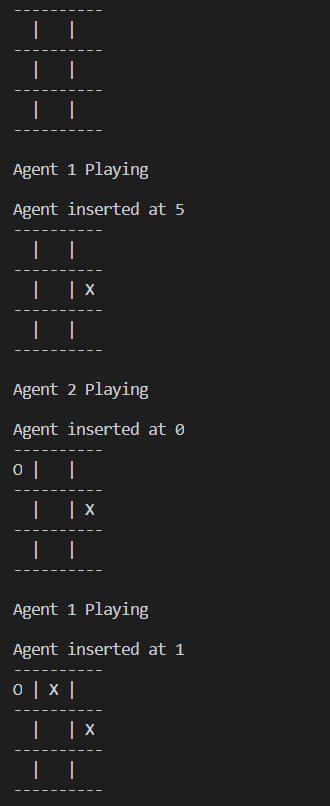 ----------
  |   |
----------
  |   |
----------
  |   |
----------
Agent 1 Playing
Agent inserted at 5
----------
  |   |
----------
  |   | X
----------
  |   |
----------
Agent 2 Playing
Agent inserted at 0
----------
O |   |
----------
  |   | X
----------
  |   |
----------
Agent 1 Playing
Agent inserted at 1
----------
O | X |
----------
  |   | X
----------
  |   |
----------